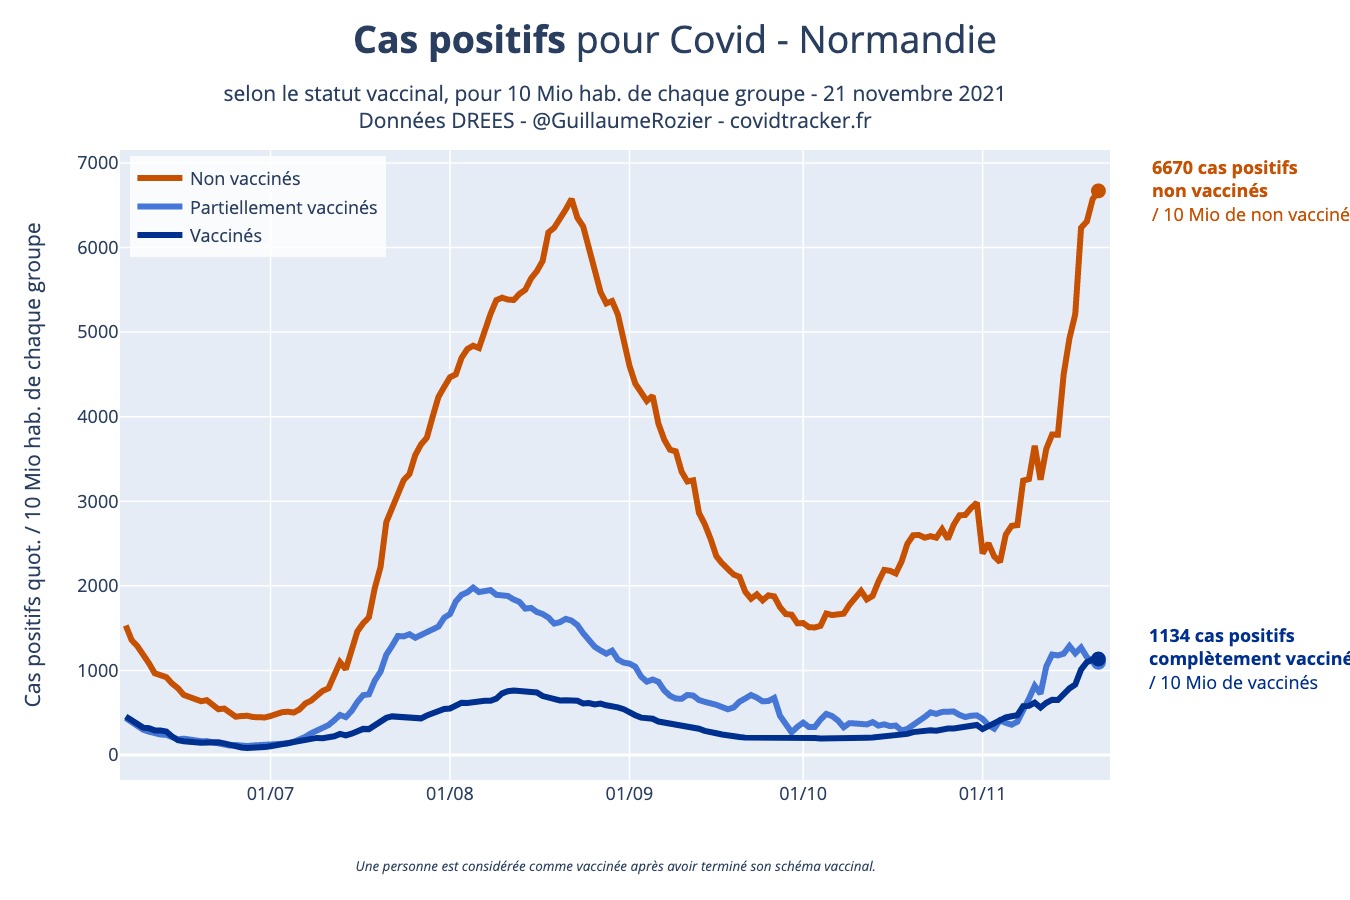 Cas positifs pour Covid - Normandie
selon le statut vaccinal, pour 10 Mio hab. de chaque groupe - 21 novembre 2021
Données DREES - @GuillaumeRozier - covidtracker.fr
Cas positifs quot. / 10 Mio hab. de chaque groupe
7000
6000
5000
4000
3000
2000
1000
0
Non vaccinés
Partiellement vaccinés
Vaccinés
6670 cas positifs
non vaccinés
/ 10 Mio de non vacciné
1134 cas positifs
complètement vacciné
/ 10 Mio de vaccinés
01/07
01/08
01/09
01/10
01/11
Une personne est considérée comme vaccinée après avoir terminé son schéma vaccinal.